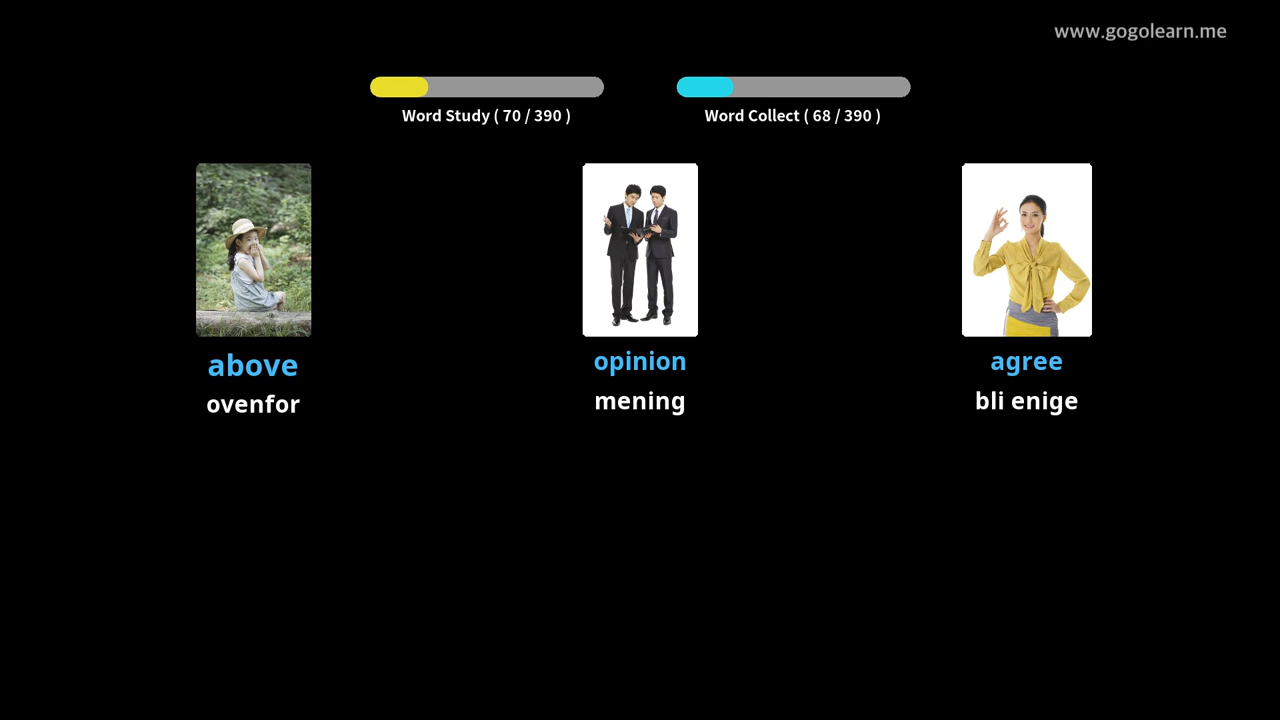 www.gogolearn.me
Word Study ( 70 / 390 )
Word Collect ( 68 / 390 )
above
ovenfor
opinion
mening
agree
bli enige